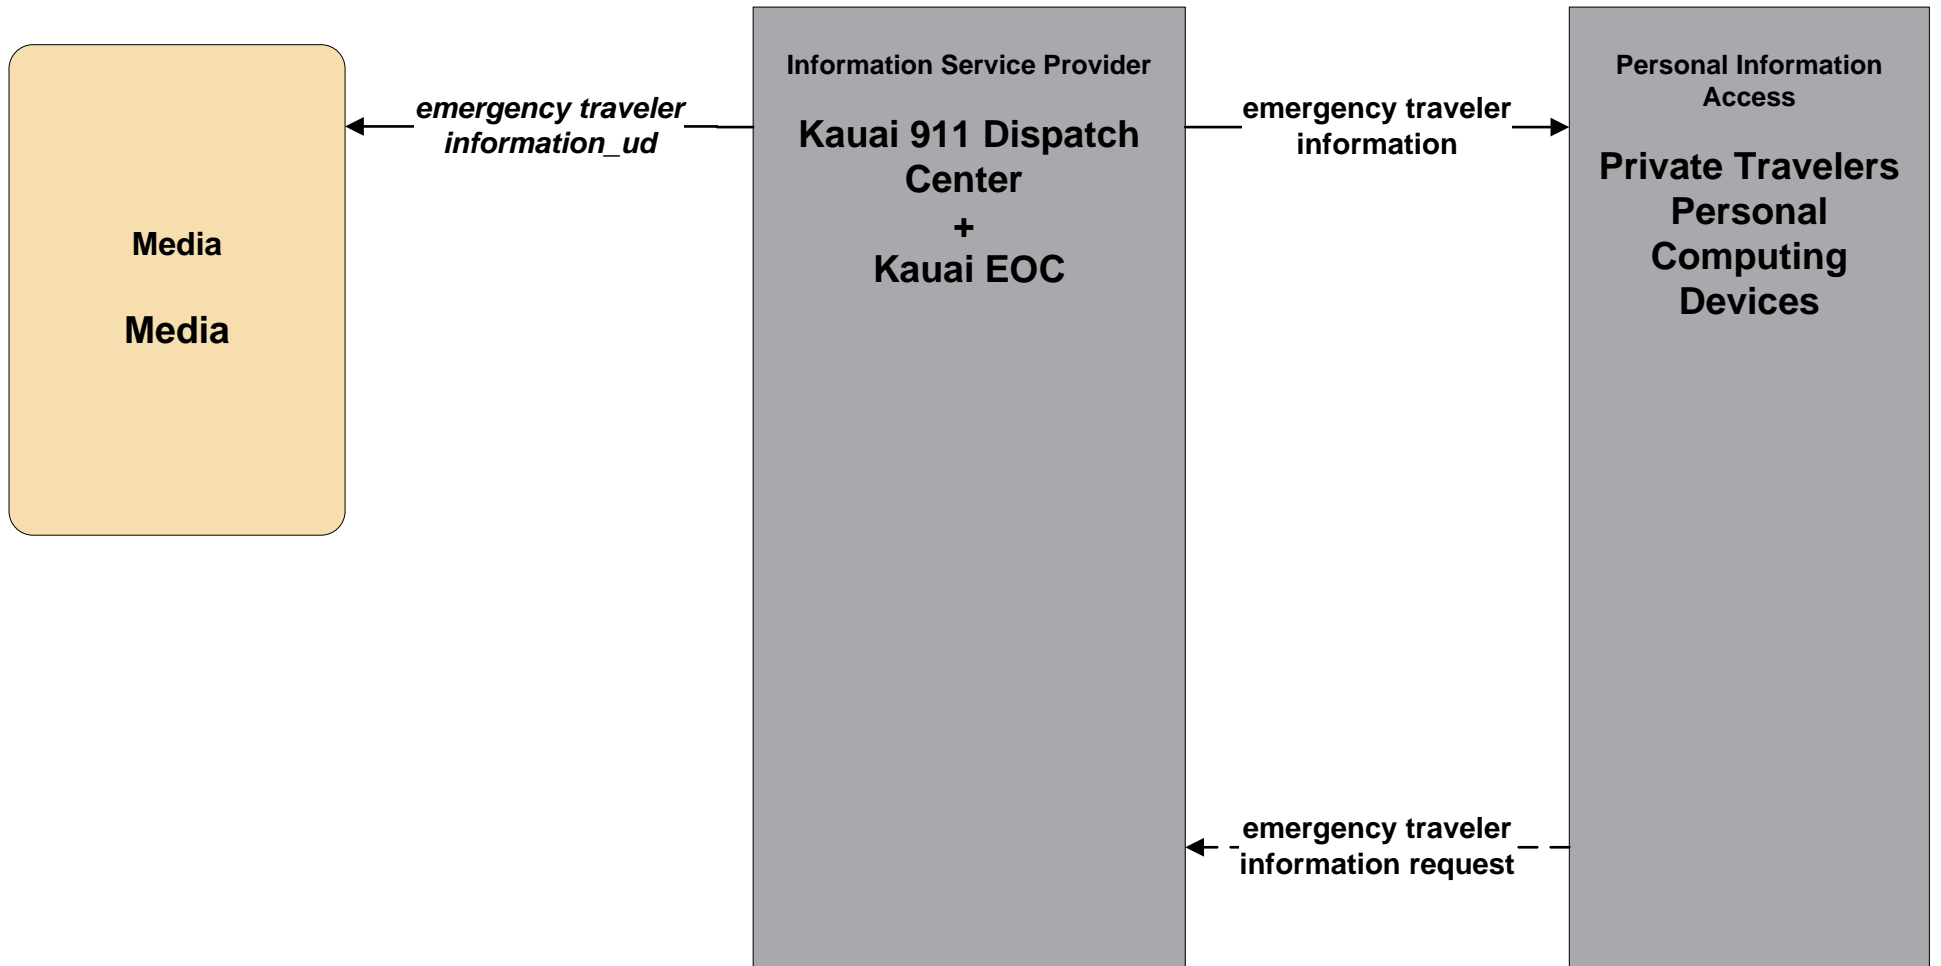 Media
Media
emergency traveler
information_ud
Information Service Provider
Kauai 911 Dispatch
Center
+
Kauai EOC
emergency traveler
information
Personal Information
Access
Private Travelers
Personal
Computing
Devices
emergency traveler
information request